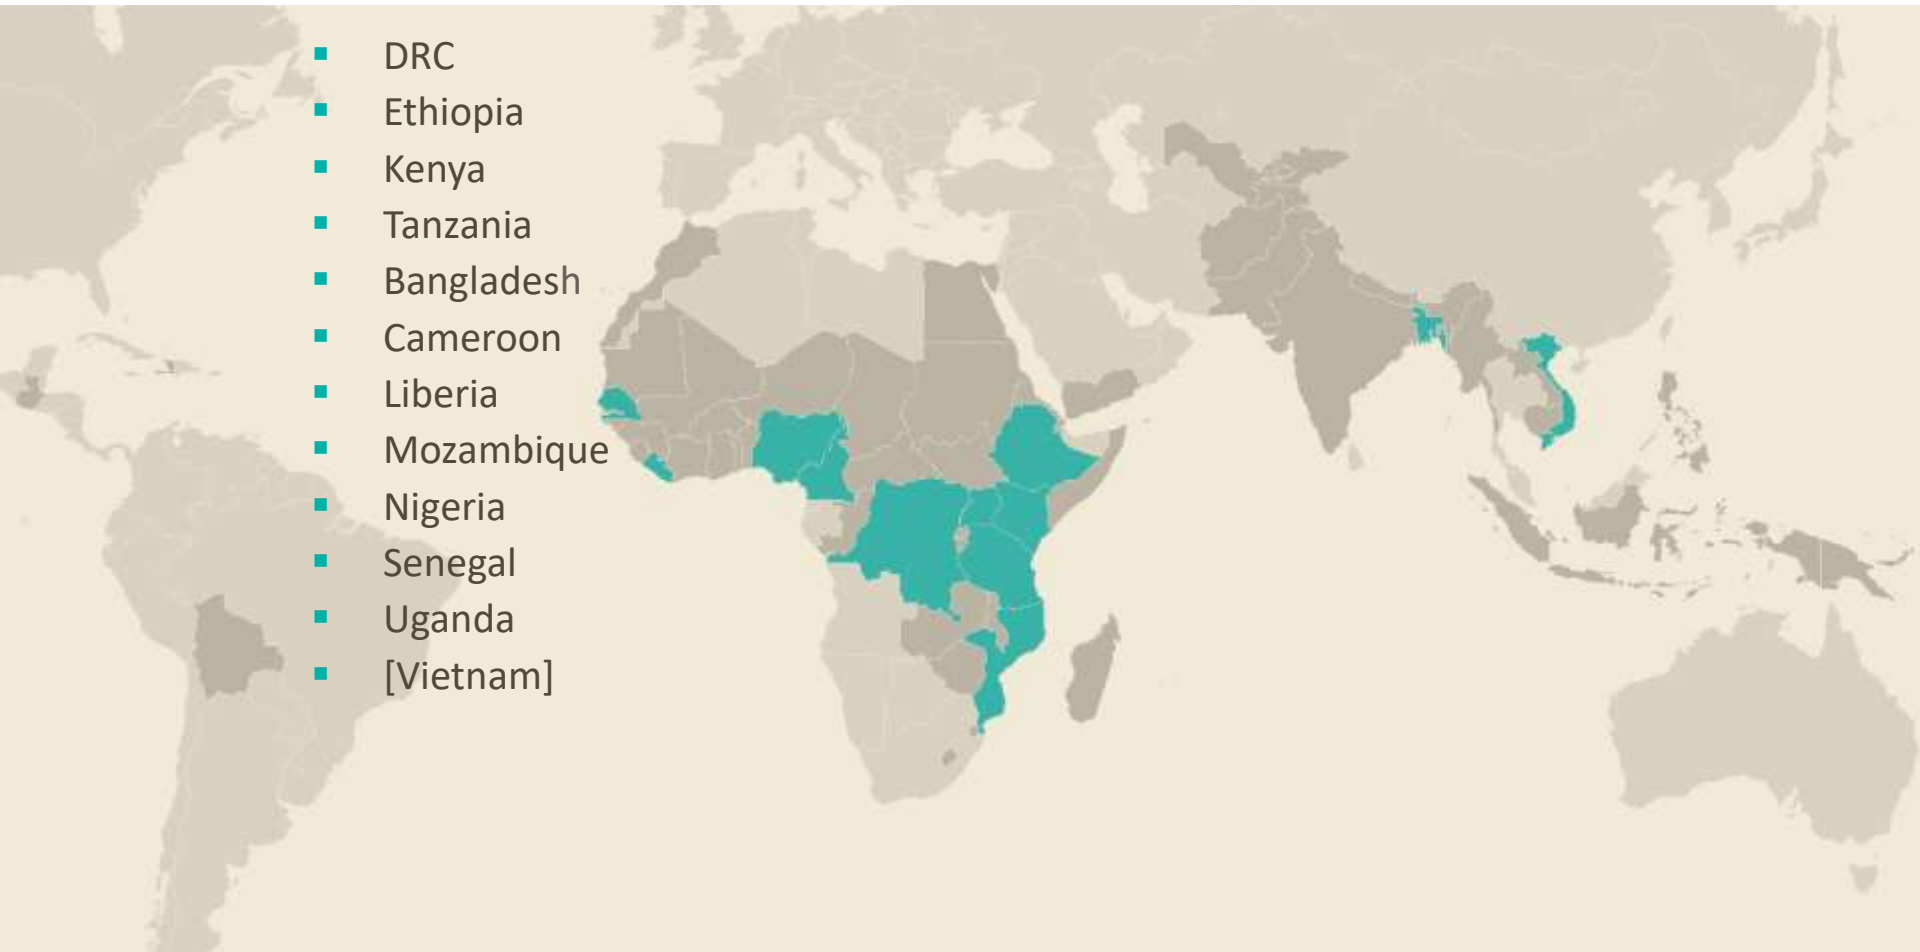 ▪ DRC
▪ Ethiopia
▪ Kenya
▪ Tanzania
▪ Bangladesh
▪ Cameroon
▪ Liberia
▪ Mozambique
▪ Nigeria
▪ Senegal
▪ Uganda
▪ [Vietnam]